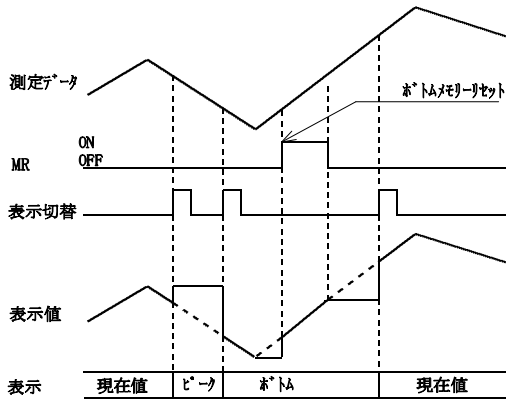 測定ﾃﾞｰﾀ
ﾎﾞﾄﾑﾒﾓﾘｰﾘｾｯﾄ
ON
OFF
MR
表示切替
表示値
表示 現在値 ﾋﾟｰｸ ﾎﾞﾄﾑ 現在値